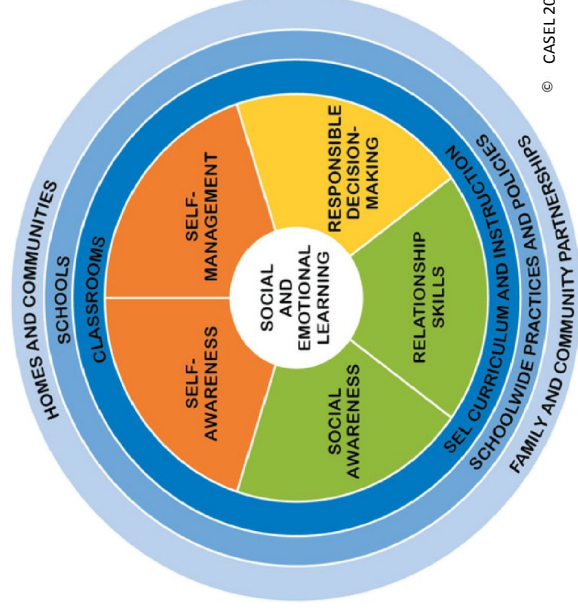 HOMES AND COMMUNITIES
SCHOOLS
CLASSROOMS
SELF-
AWARENESS
SELF-
MANAGEMENT
SOCIAL
AWARENESS
SOCIAL
AND
EMOTIONAL
LEARNING
RESPONSIBLE
DECISION-
MAKING
RELATIONSHIP
SKILLS
SEL CURRICULUM AND INSTRUCTION
SCHOOLWIDE PRACTICES AND POLICIES
FAMILY AND COMMUNITY PARTNERSHIPS
© CASEL